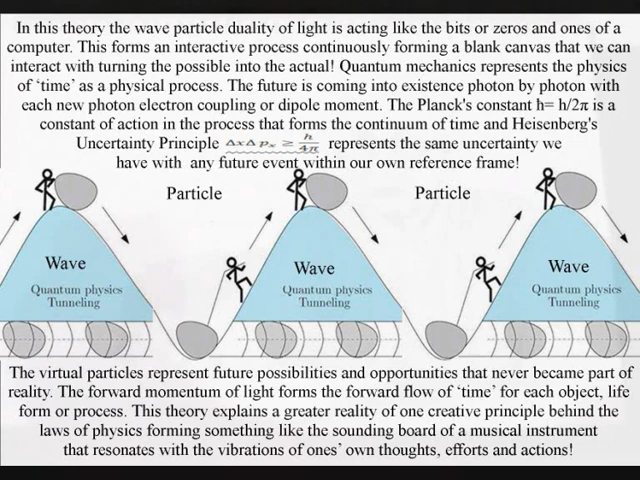 In this theory the wave particle duality of light is acting like the bits or zeros and ones of a
computer. This forms an interactive process continuously forming a blank canvas that we can
interact with turning the possible into the actual! Quantum mechanics represents the physics
of ‘time’ as a physical process. The future is coming into existence photon by photon with
each new photon electron coupling or dipole moment. The Planck's constant ħ= h/2π is a
constant of action in the process that forms the continuum of time and Heisenberg's
Uncertainty Principle ΔxΔpₓ ≥ h/4π represents the same uncertainty we
have with any future event within our own reference frame!
Particle
Particle
Wave
Quantum physics
Tunneling
Wave
Quantum physics
Tunneling
Wave
Quantum physics
Tunneling
The virtual particles represent future possibilities and opportunities that never became part of
reality. The forward momentum of light forms the forward flow of ‘time’ for each object, life
form or process. This theory explains a greater reality of one creative principle behind the
laws of physics forming something like the sounding board of a musical instrument
that resonates with the vibrations of ones’ own thoughts, efforts and actions!